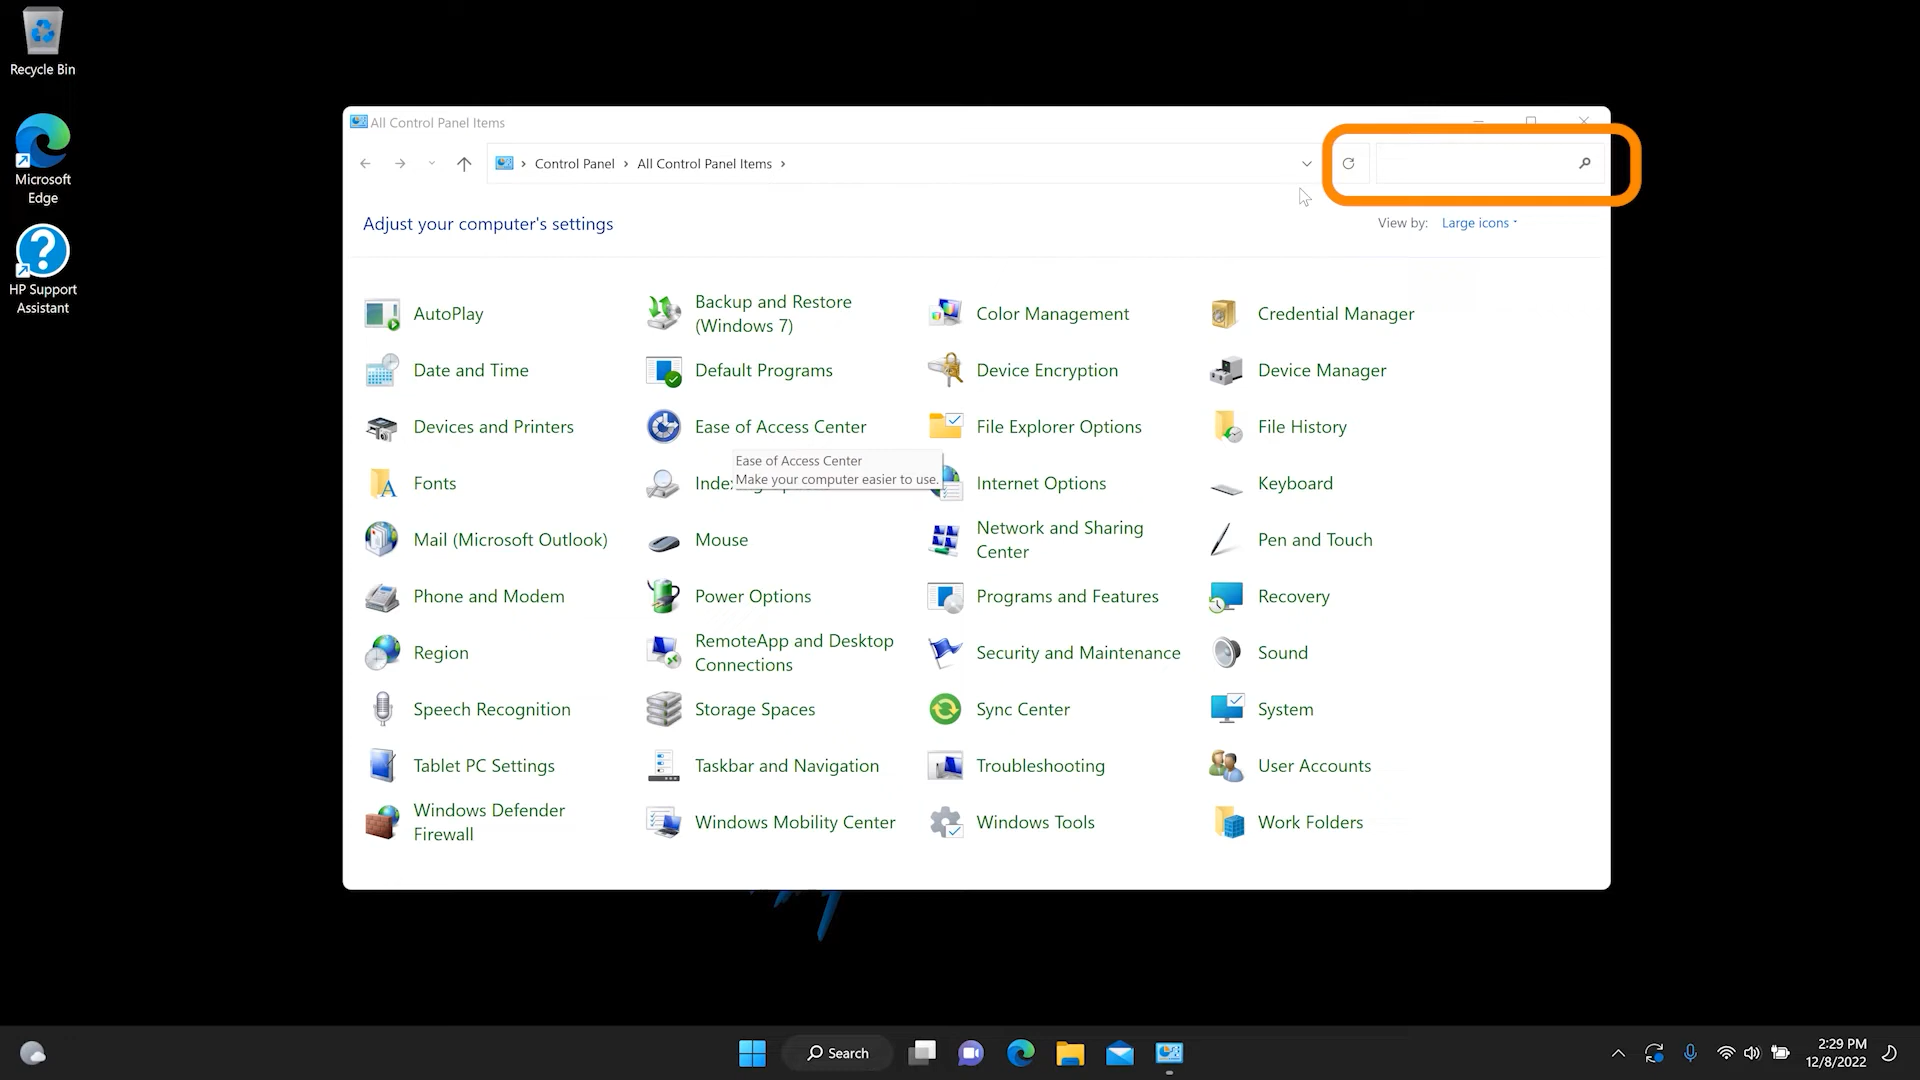 Recycle Bin
Microsoft
Edge
HP Support
Assistant
All Control Panel Items
Control Panel
All Control Panel Items
Adjust your computer's settings
View by:
Large icons
AutoPlay
Backup and Restore
(Windows 7)
Color Management
Credential Manager
Date and Time
Default Programs
Device Encryption
Device Manager
Devices and Printers
Ease of Access Center
File Explorer Options
File History
Ease of Access Center
Make your computer easier to use.
Fonts
Internet Options
Keyboard
Mail (Microsoft Outlook)
Mouse
Network and Sharing
Center
Pen and Touch
Phone and Modem
Power Options
Programs and Features
Recovery
Region
RemoteApp and Desktop
Connections
Security and Maintenance
Sound
Speech Recognition
Storage Spaces
Sync Center
System
Tablet PC Settings
Taskbar and Navigation
Troubleshooting
User Accounts
Windows Defender
Firewall
Windows Mobility Center
Windows Tools
Work Folders
Search
2:29 PM
12/8/2022